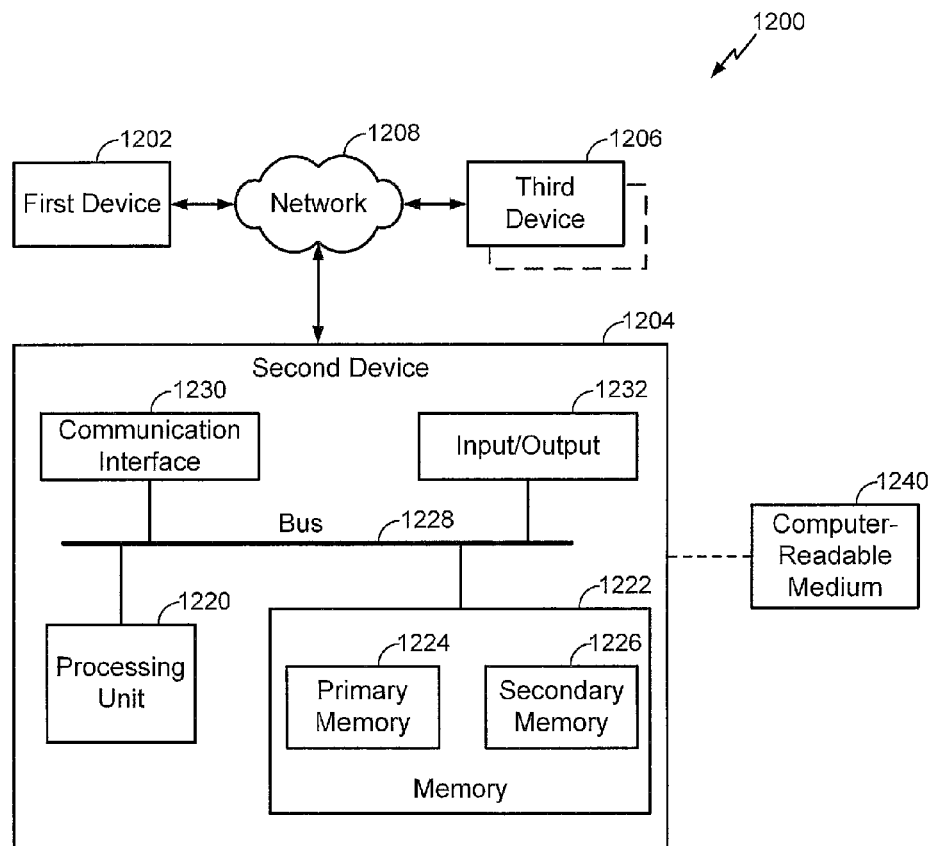 1200
1202
1208
1206
First Device
Network
Third
Device
1204
Second Device
1230
1232
Communication
Interface
Input/Output
1240
Computer-
Readable
Medium
Bus
1228
1220
1222
Processing
Unit
1224
1226
Primary
Memory
Secondary
Memory
Memory